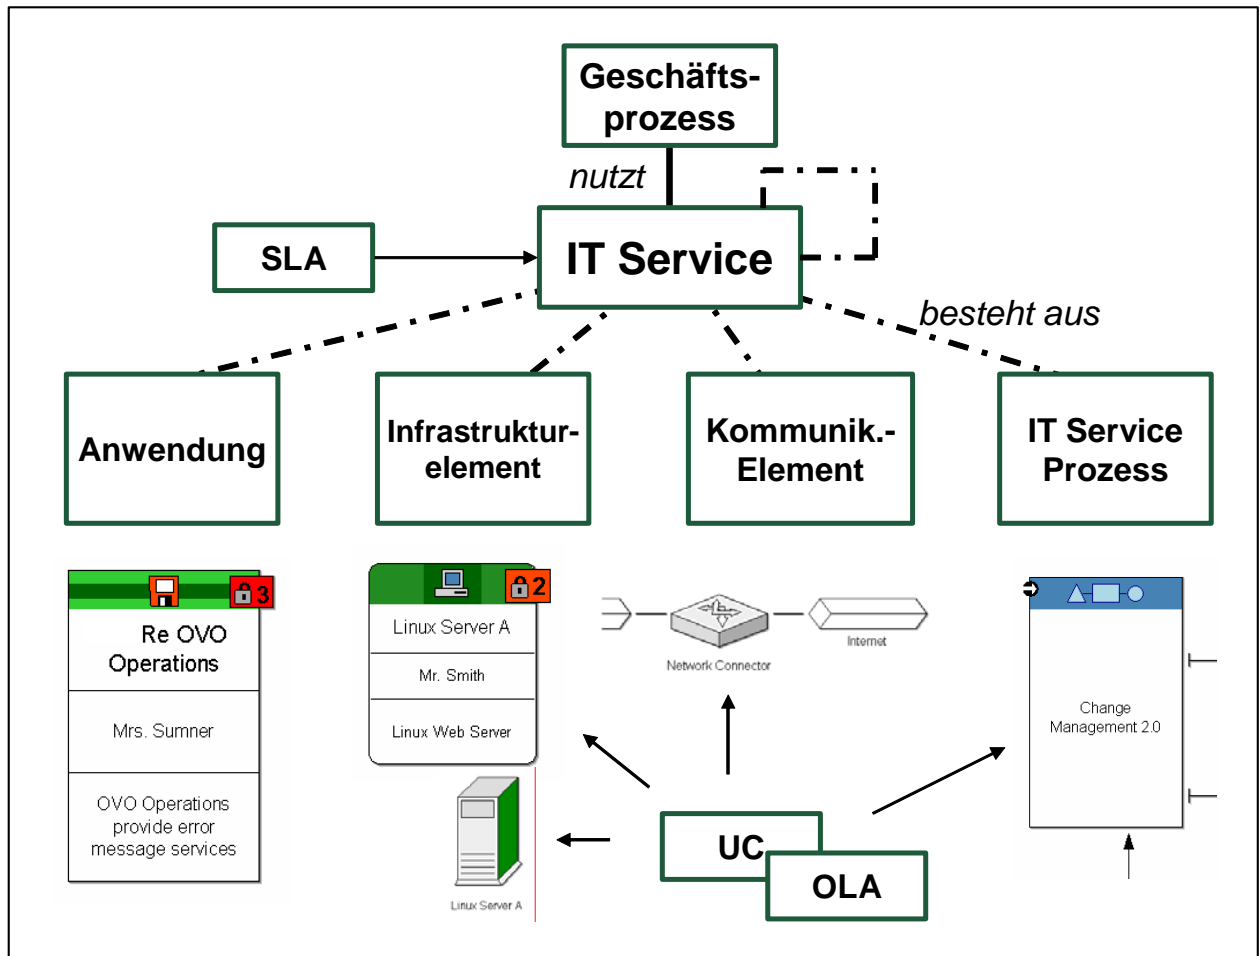 Geschäfts-
prozess
nutzt
SLA
IT Service
besteht aus
Anwendung
Infrastruktur-
element
Kommunik.-
Element
IT Service
Prozess
3
Re OVO
Operations
Mrs. Sumner
OVO Operations
provide error
message services
2
Linux Server A
Mr. Smith
Linux Web Server
Linux Server A
Network Connector
Internet
Change
Management 2.0
UC
OLA